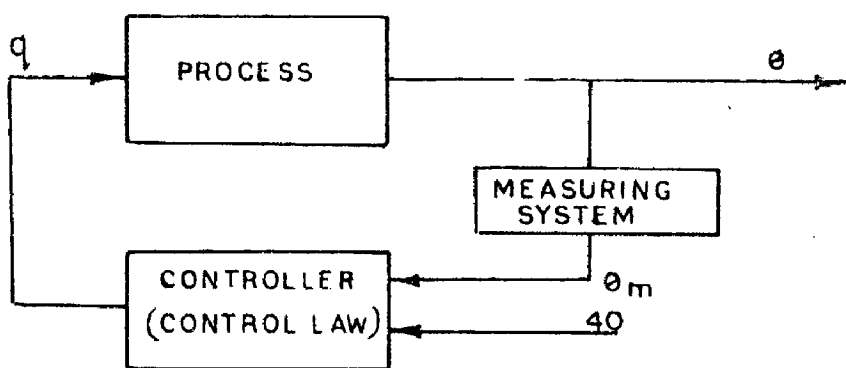 q
PROCESS
θ
MEASURING
SYSTEM
CONTROLLER
(CONTROL LAW)
θm
40